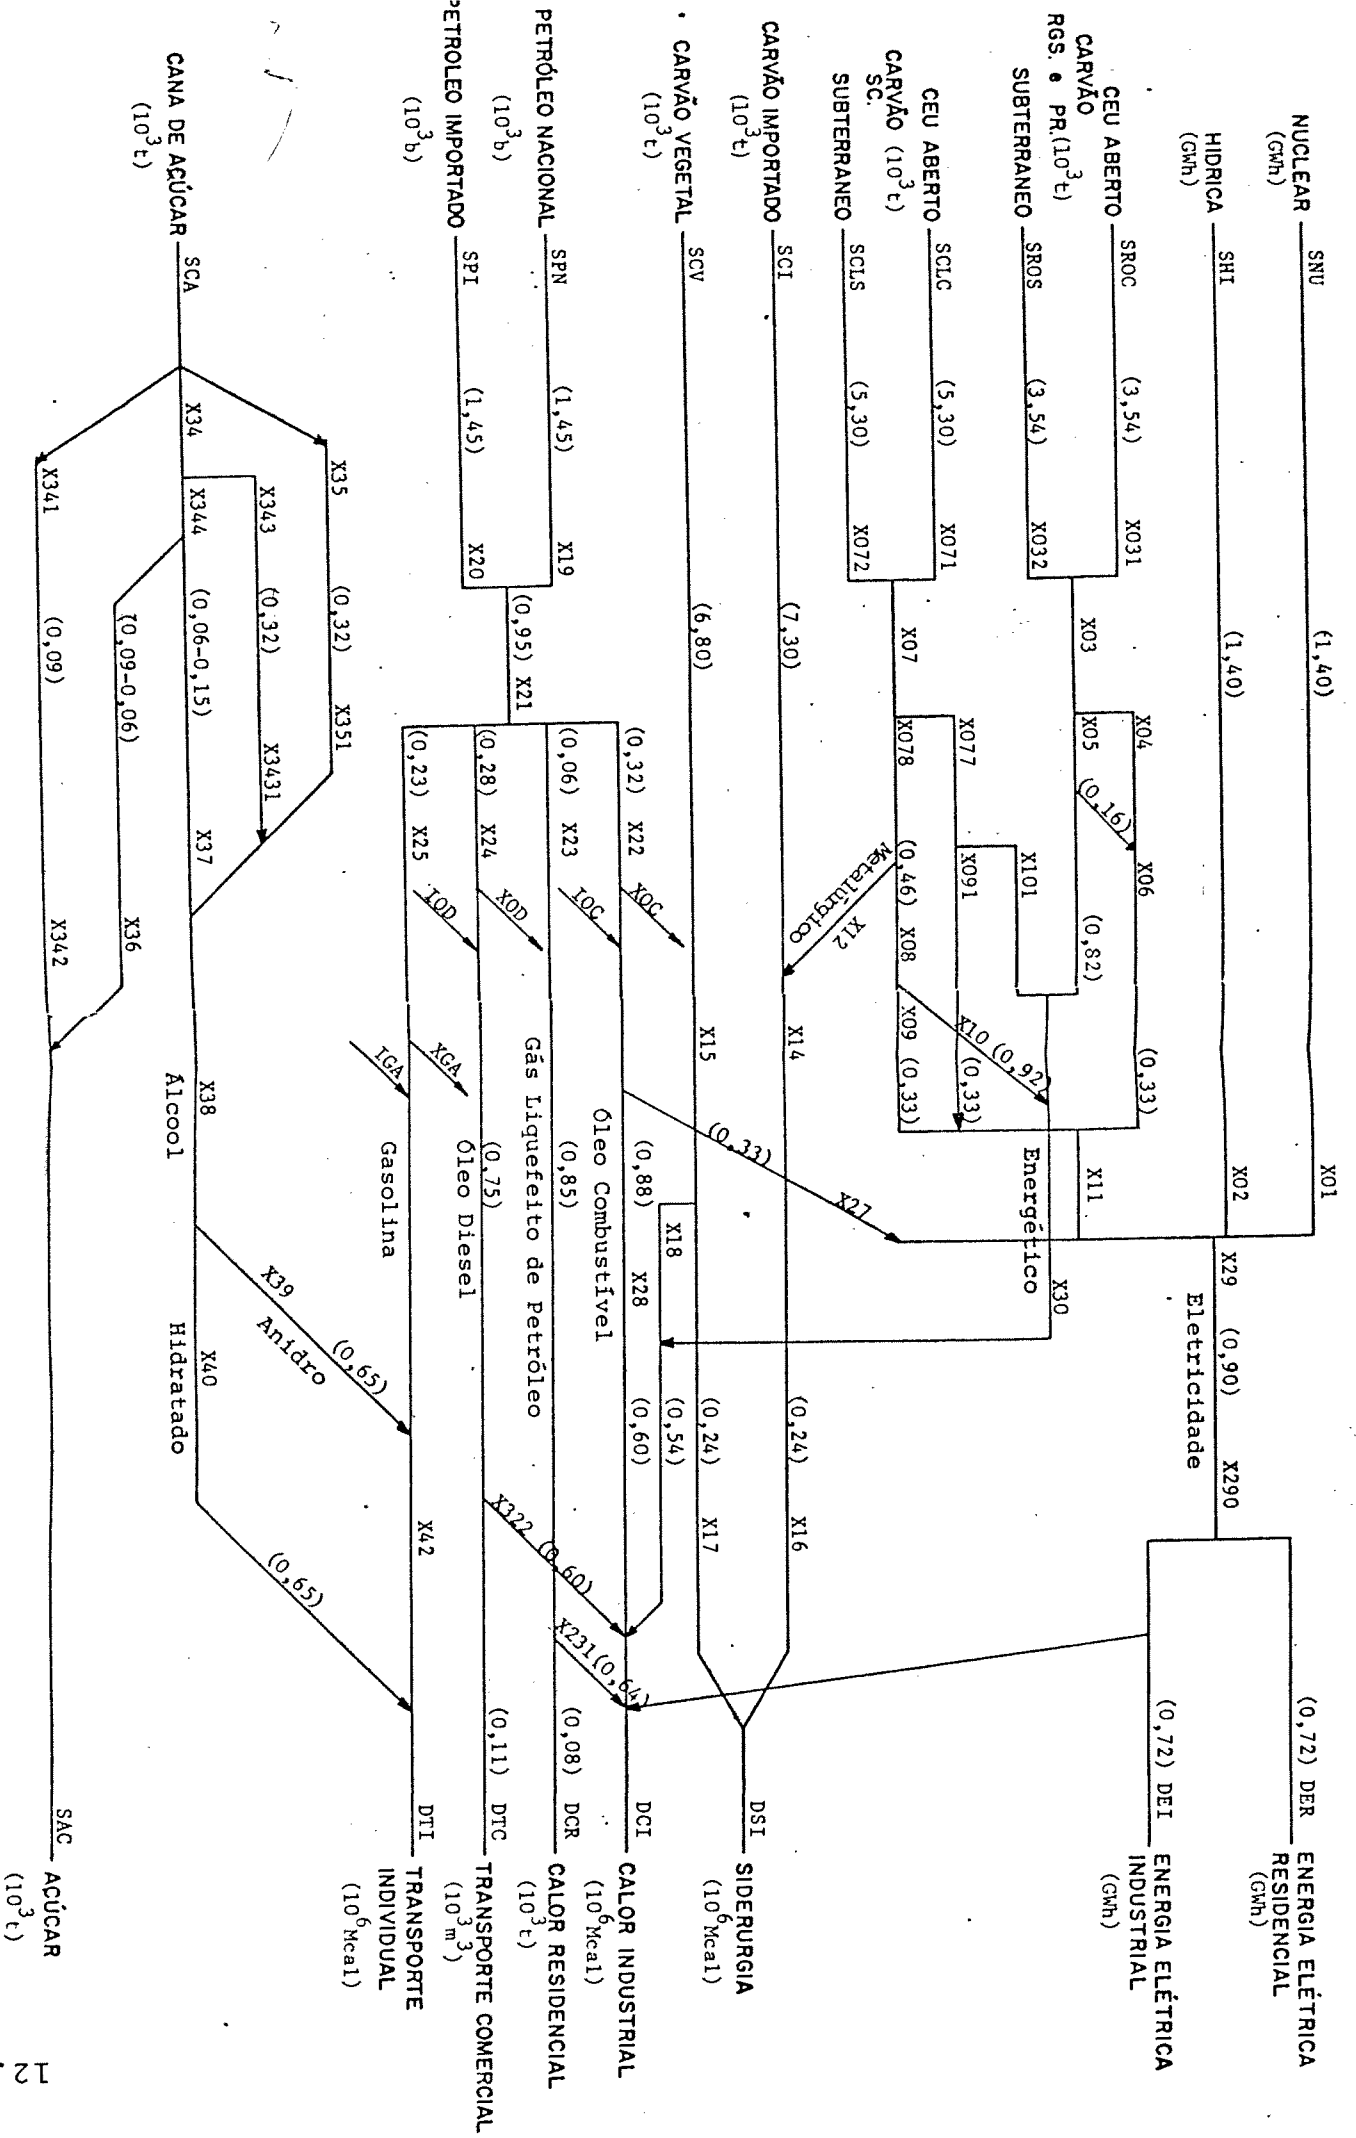 NUCLEAR
(GWh)
SNU
(1,40)
X01
HIDRICA
(GWh)
SHI
(1,40)
X02
X29
(0,90)
X290
Eletricidade
(0,72) DER
ENERGIA ELÉTRICA
RESIDENCIAL
(GWh)
(0,72) DEI
ENERGIA ELÉTRICA
INDUSTRIAL
(GWh)
CEU ABERTO
SROC
(3,54)
X031
CARVÃO
RGS. e PR.(10³t)
SUBTERRANEO
SROS
(3,54)
X032
X03
X04
X05
(0,16)
X06
(0,82)
(0,33)
X11
CEU ABERTO
SCLC
(5,30)
X071
CARVÃO (10³t)
SC.
SUBTERRANEO
SCLS
(5,30)
X072
X07
X077
X078
X101
X091
(0,46) X08
Metalúrgico
X12
X10 (0,92)
X09
(0,33)
(0,33)
Energético
X30
CARVÃO IMPORTADO
(10³t)
SCI
(7,30)
X14
(0,24)
X16
CARVÃO VEGETAL
(10³t)
SCV
(6,80)
X15
X18
(0,24)
X17
(0,54)
DSI
SIDERURGIA
(10⁶Mcal)
PETRÓLEO NACIONAL
(10³b)
SPN
(1,45)
X19
PETROLEO IMPORTADO
(10³b)
SPI
(1,45)
X20
(0,95) X21
(0,32)
X22
XOC
IOC
(0,33)
X27
Óleo Combustível
(0,88)
X28
(0,60)
DCI
CALOR INDUSTRIAL
(10⁶Mcal)
(0,06)
X23
Gás Liquefeito de Petróleo
(0,85)
X231(0,64)
(0,08) DCR
CALOR RESIDENCIAL
(10³t)
(0,28)
X24
XOD
IOD
Óleo Diesel
(0,75)
X322 (0,60)
(0,11) DTC
TRANSPORTE COMERCIAL
(10³m³)
(0,23)
X25
XGA
IGA
Gasolina
X42
DTI
TRANSPORTE
INDIVIDUAL
(10⁶Mcal)
CANA DE AÇÚCAR
(10³t)
SCA
X35
(0,32)
X351
X34
X343
(0,32)
X3431
X344
(0,06-0,15)
X37
X38
Álcool
X39
Anidro
(0,65)
X40
Hidratado
(0,65)
(0,09-0,06)
X36
X341
(0,09)
X342
SAC
AÇÚCAR
(10³t)
12.